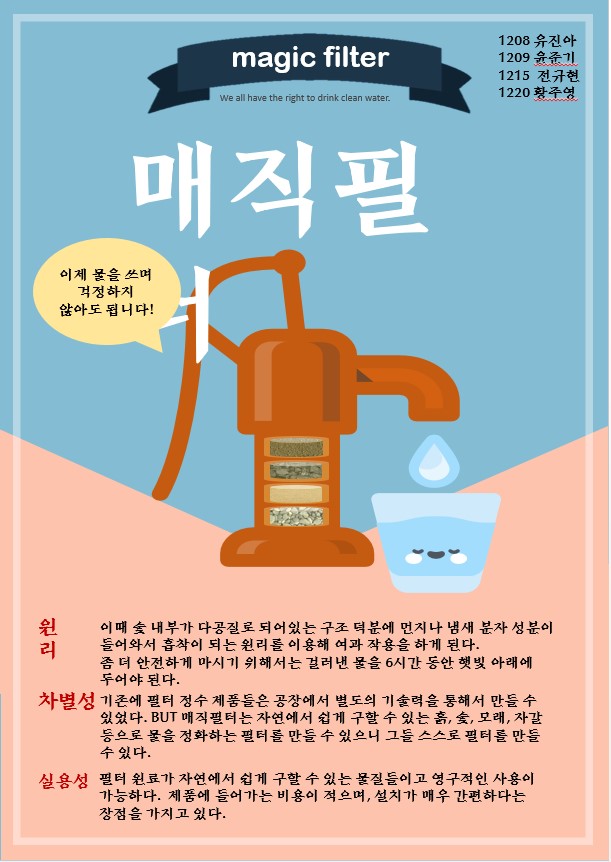 magic filter
We all have the right to drink clean water.
1208 유진아
1209 윤준기
1215 전규현
1220 황주영
매직필
터
이제 물을 쓰며
걱정하지
않아도 됩니다!
원
리
이때 숯 내부가 다공질로 되어있는 구조 덕분에 먼지나 냄새 분자 성분이
들어와서 흡착이 되는 원리를 이용해 여과 작용을 하게 된다.
좀 더 안전하게 마시기 위해서는 걸러낸 물을 6시간 동안 햇빛 아래에
두어야 된다.
차별성
기존에 필터 정수 제품들은 공장에서 별도의 기술력을 통해서 만들 수
있었다. BUT 매직필터는 자연에서 쉽게 구할 수 있는 흙, 숯, 모래, 자갈
등으로 물을 정화하는 필터를 만들 수 있으니 그들 스스로 필터를 만들
수 있다.
실용성
필터 원료가 자연에서 쉽게 구할 수 있는 물질들이고 영구적인 사용이
가능하다. 제품에 들어가는 비용이 적으며, 설치가 매우 간편하다는
장점을 가지고 있다.